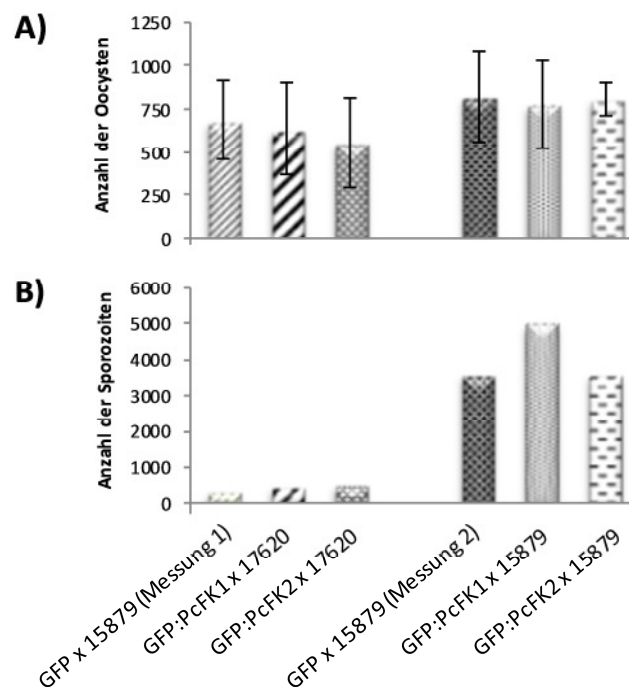 A)
Anzahl der Oocysten
1250
1000
750
500
250
0
B)
Anzahl der Sporozoiten
6000
5000
4000
3000
2000
1000
0
GFP x 15879 (Messung 1)
GFP:PcFK1 x 17620
GFP:PcFK2 x 17620
GFP x 15879 (Messung 2)
GFP:PcFK1 x 15879
GFP:PcFK2 x 15879